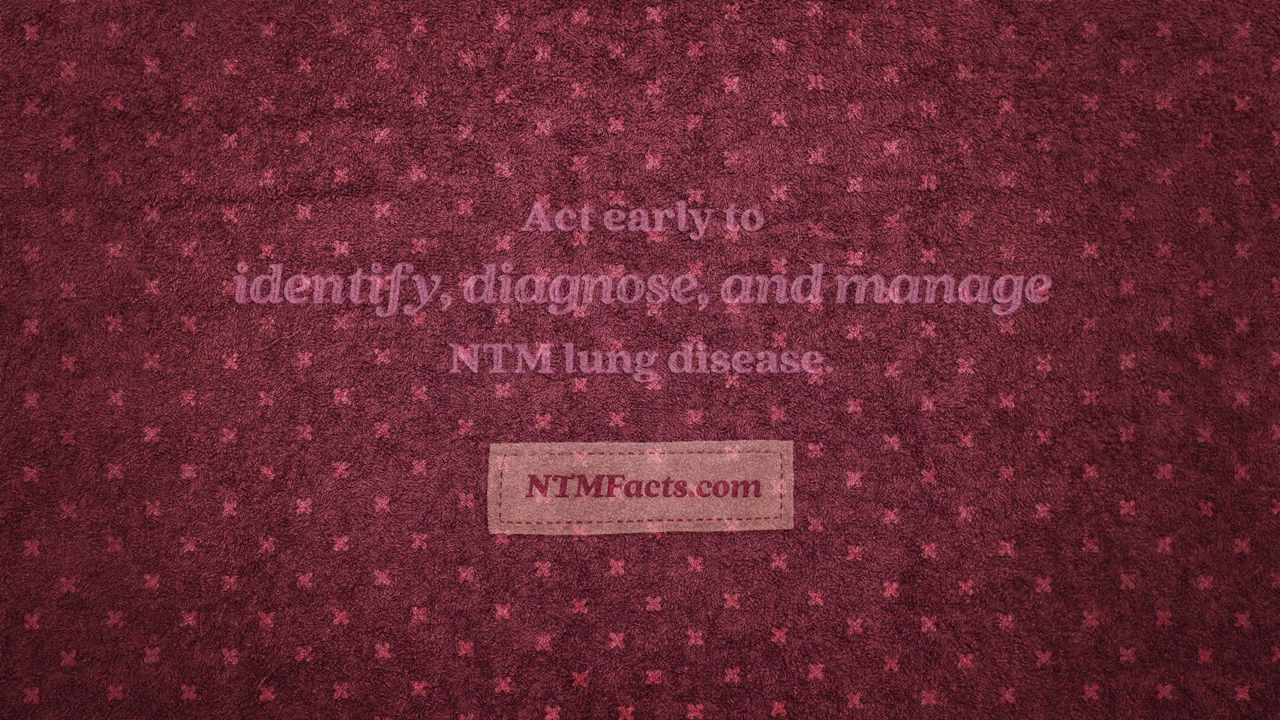 Act early to
identify, diagnose, and manage
NTM lung disease.
NTMFacts.com